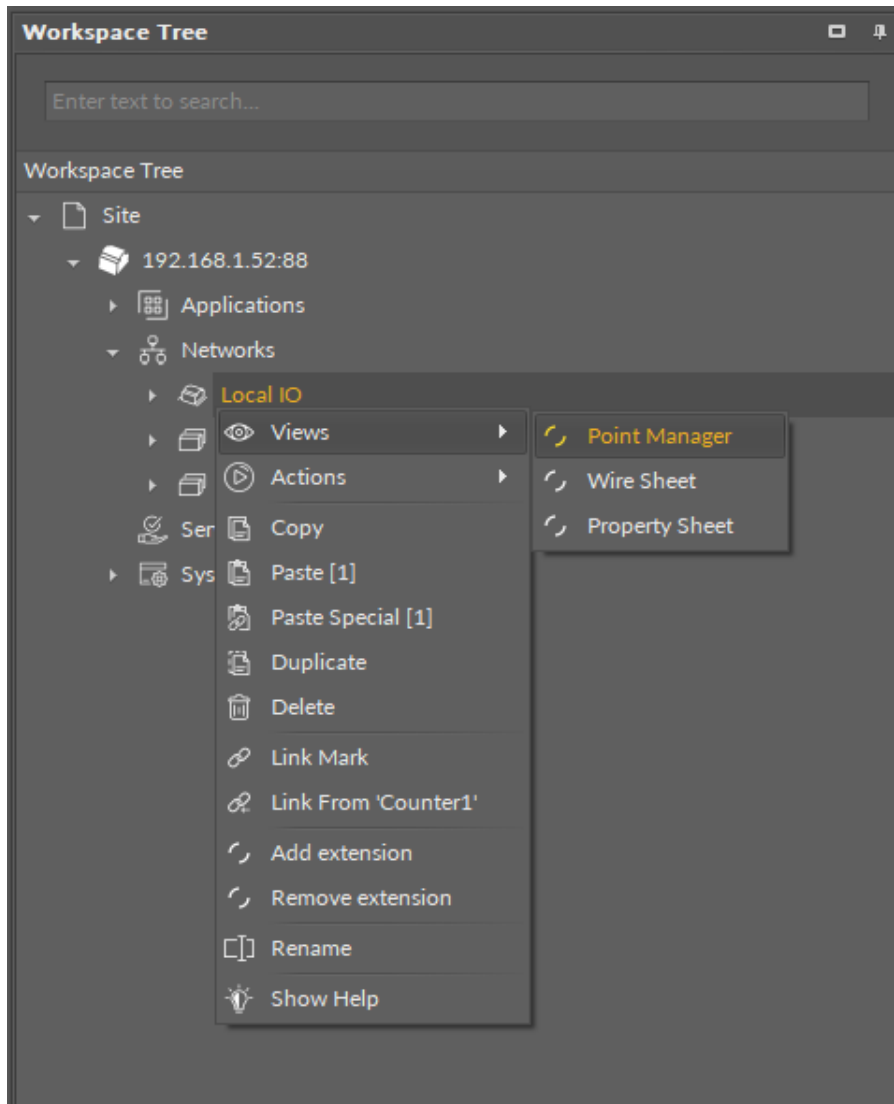 Workspace Tree
Enter text to search...
Workspace Tree
Site
192.168.1.52:88
Applications
Networks
Local IO
Views
Point Manager
Actions
Wire Sheet
Copy
Property Sheet
Ser
Paste [1]
Sys
Paste Special [1]
Duplicate
Delete
Link Mark
Link From 'Counter1'
Add extension
Remove extension
Rename
Show Help